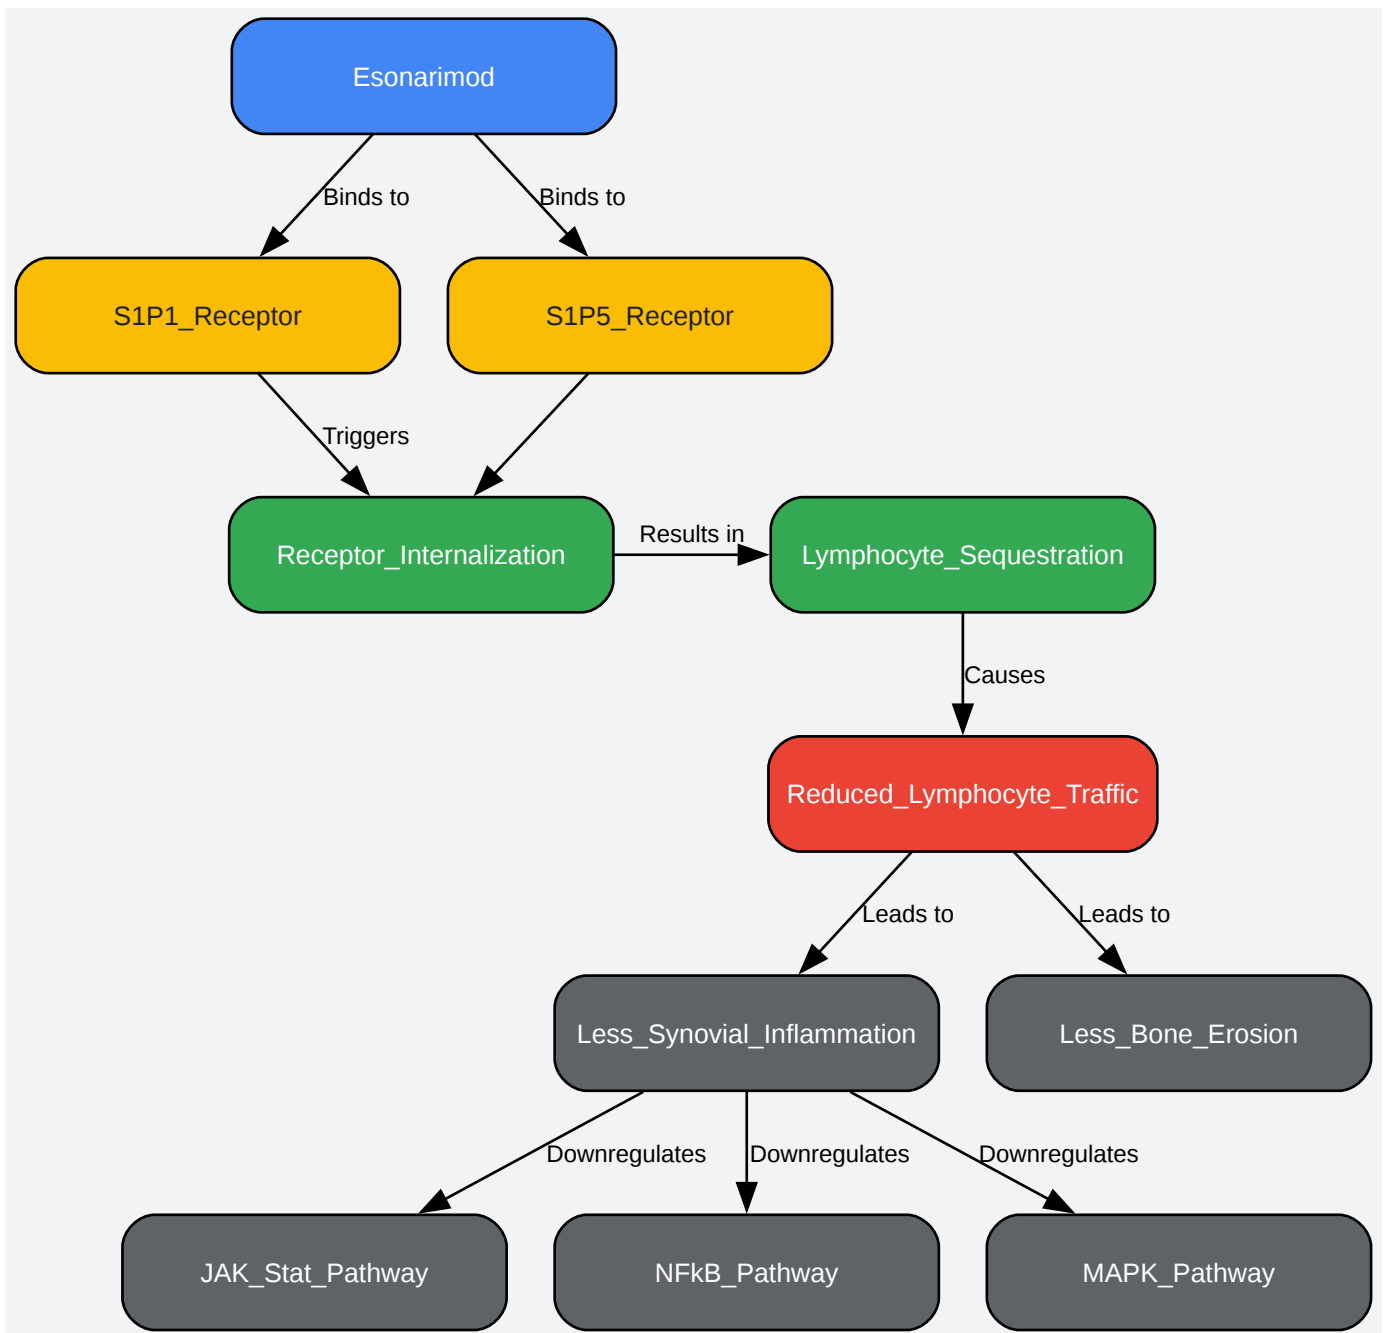 Esonarimod
Binds to
Binds to
S1P1_Receptor
S1P5_Receptor
Triggers
Receptor_Internalization
Results in
Lymphocyte_Sequestration
Causes
Reduced_Lymphocyte_Traffic
Leads to
Leads to
Less_Synovial_Inflammation
Less_Bone_Erosion
Downregulates
Downregulates
Downregulates
JAK_Stat_Pathway
NFkB_Pathway
MAPK_Pathway